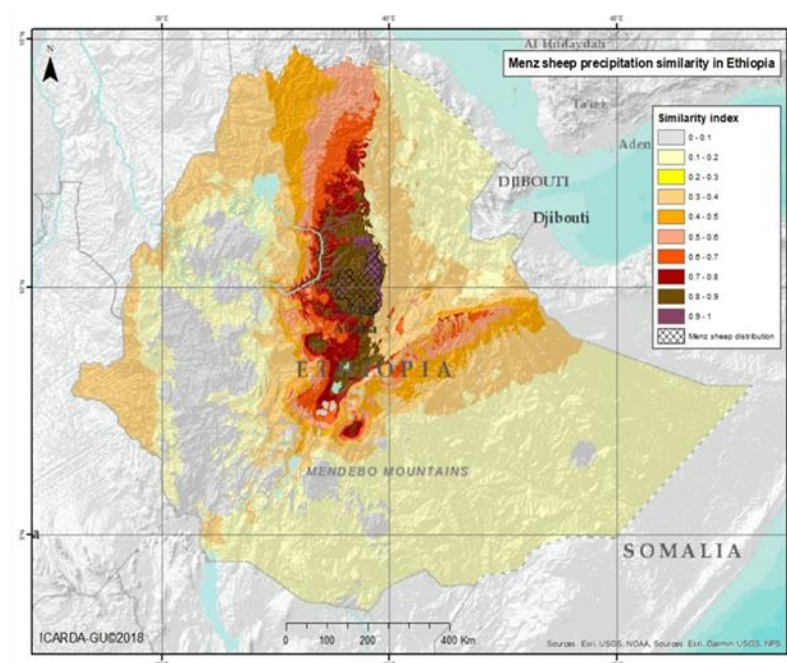 Al Hudaydah
Menz sheep precipitation similarity in Ethiopia
N
Ta'izz
Aden
DJIBOUTI
Djibouti
Similarity index
0 - 0.1
0.1 - 0.2
0.2 - 0.3
0.3 - 0.4
0.4 - 0.5
0.5 - 0.6
0.6 - 0.7
0.7 - 0.8
0.8 - 0.9
0.9 - 1
Menz sheep distribution
ETHIOPIA
MENDEBO MOUNTAINS
SOMALIA
ICARDA-GU©2018
0 100 200 400 Km
Sources: Esri, USGS, NOAA, Sources: Esri, Garmin, USGS, NPS